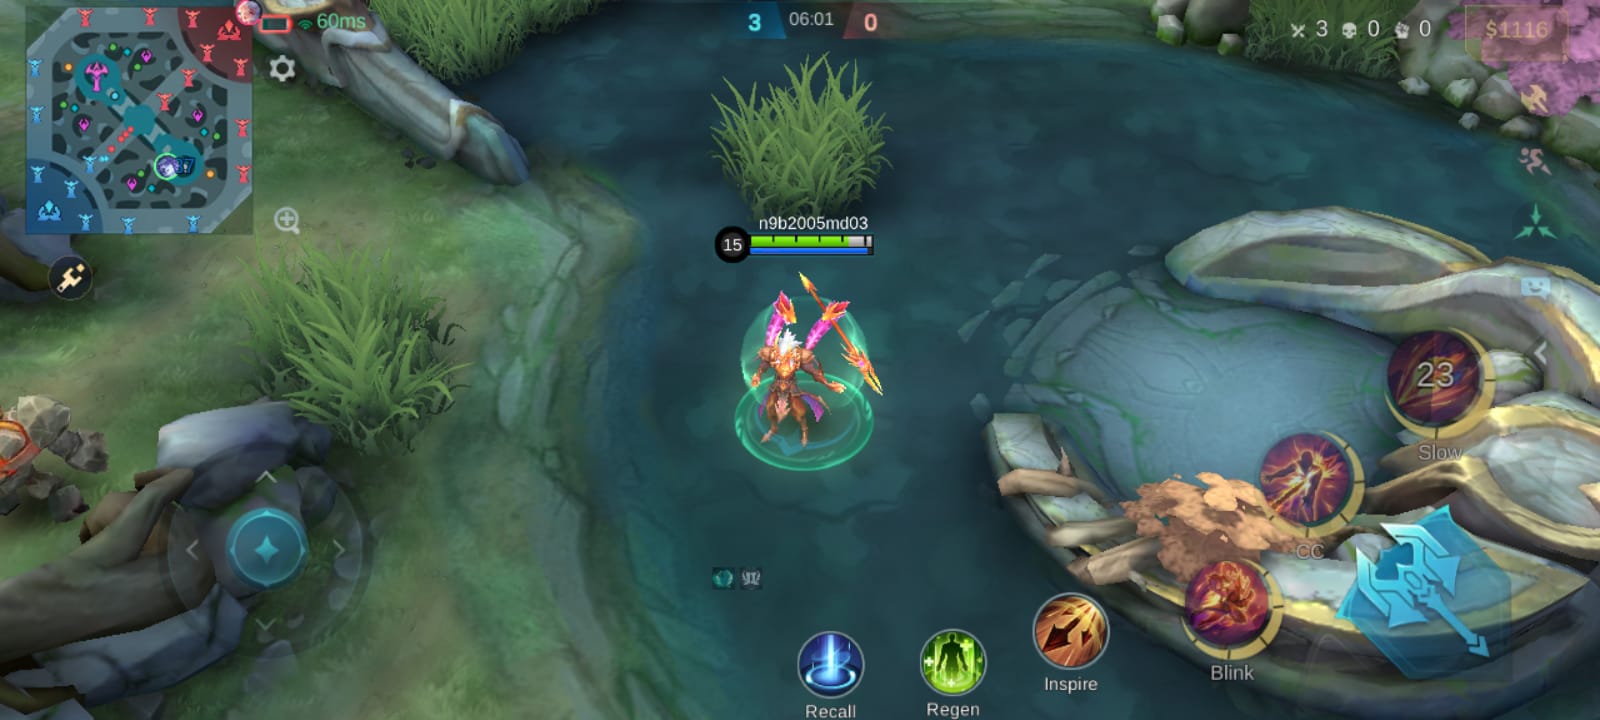 60ms
3 06:01 0
3 0 0 $1116
n9b2005md03
15
23
Slow
CC
Blink
Inspire
Regen
Recall